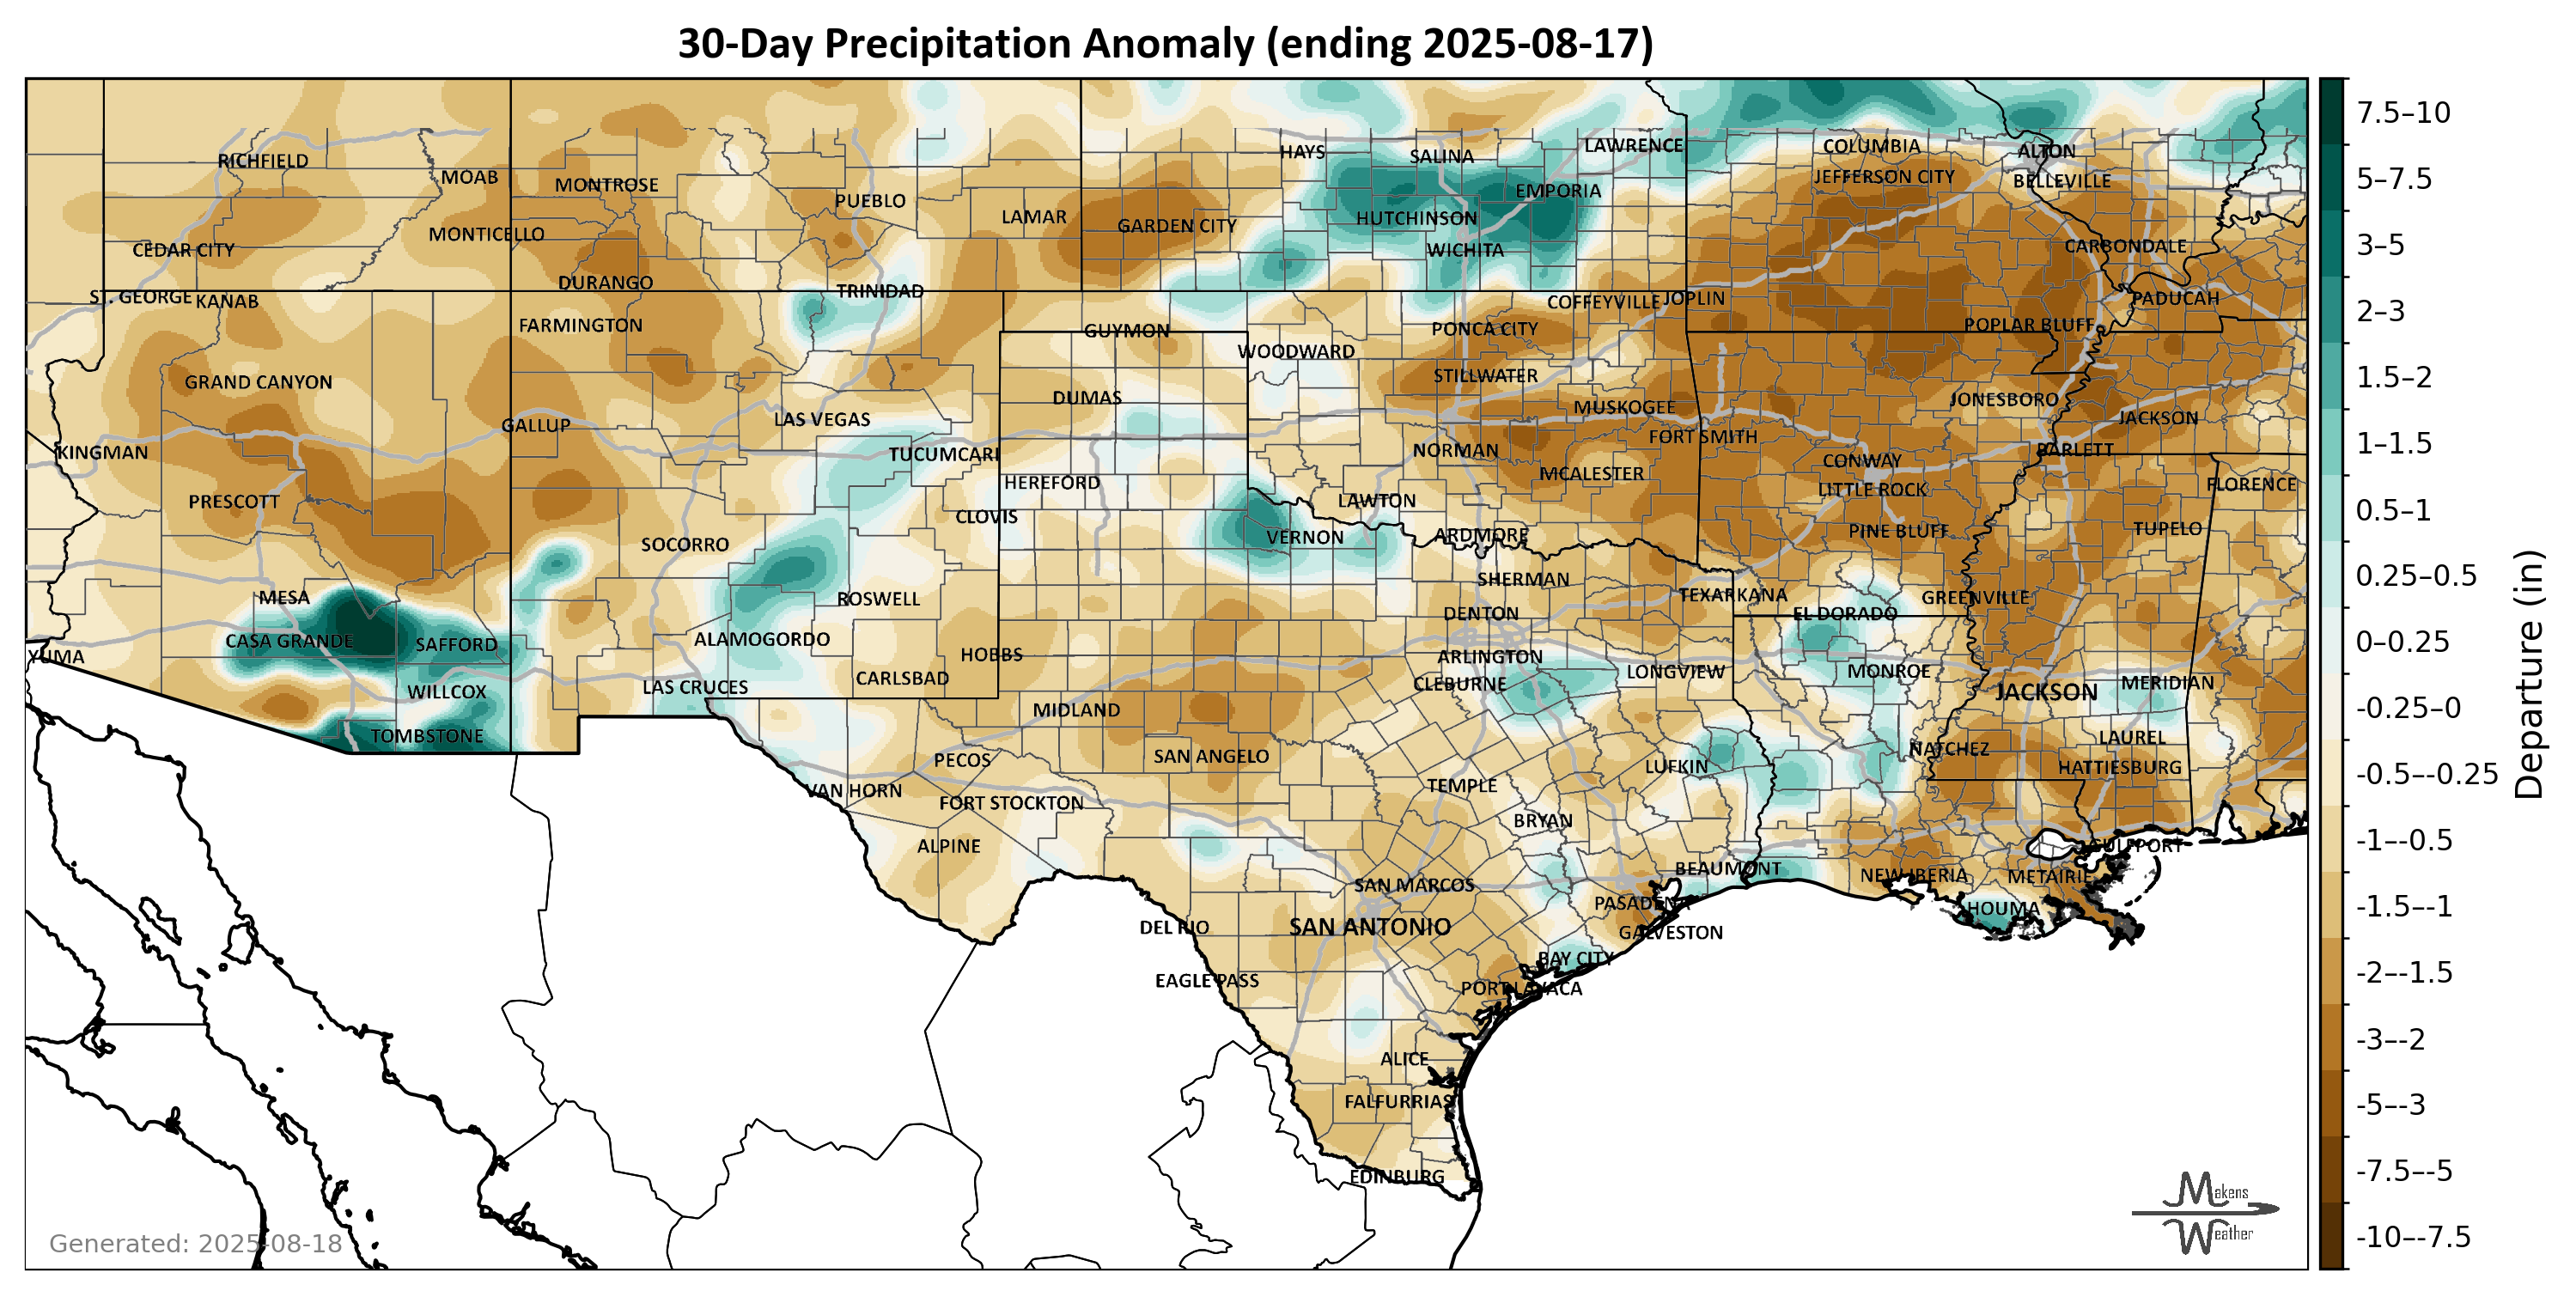 30-Day Precipitation Anomaly (ending 2025-08-17)
HAYS
SALINA
LAWRENCE
COLUMBIA
ALTON
RICHFIELD
MOAB
MONTROSE
JEFFERSON CITY
BELLEVILLE
PUEBLO
EMPORIA
LAMAR
GARDEN CITY
HUTCHINSON
MONTICELLO
CEDAR CITY
WICHITA
CARBONDALE
DURANGO
TRINIDAD
ST. GEORGE
KANAB
COFFEYVILLE
JOPLIN
PADUCAH
FARMINGTON
GUYMON
PONCA CITY
POPLAR BLUFF
WOODWARD
GRAND CANYON
STILLWATER
DUMAS
MUSKOGEE
JONESBORO
JACKSON
GALLUP
LAS VEGAS
FORT SMITH
KINGMAN
TUCUMCARI
NORMAN
BARLETT
CONWAY
MCALESTER
HEREFORD
LITTLE ROCK
FLORENCE
PRESCOTT
LAWTON
CLOVIS
TUPELO
PINE BLUFF
VERNON
ARDMORE
SOCORRO
SHERMAN
MESA
ROSWELL
TEXARKANA
GREENVILLE
DENTON
EL DORADO
CASA GRANDE
SAFFORD
ALAMOGORDO
YUMA
HOBBS
ARLINGTON
LONGVIEW
MONROE
CARLSBAD
CLEBURNE
MERIDIAN
LAS CRUCES
WILLCOX
JACKSON
MIDLAND
TOMBSTONE
LAUREL
NATCHEZ
SAN ANGELO
PECOS
LUFKIN
HATTIESBURG
TEMPLE
VAN HORN
FORT STOCKTON
BRYAN
ALPINE
GULFPORT
BEAUMONT
NEW IBERIA
METAIRIE
SAN MARCOS
PASADENA
HOUMA
DEL RIO
SAN ANTONIO
GALVESTON
BAY CITY
EAGLE PASS
PORT LAVACA
ALICE
FALFURRIAS
EDINBURG
7.5–10
5–7.5
3–5
2–3
1.5–2
1–1.5
0.5–1
0.25–0.5
0–0.25
-0.25–0
-0.5–-0.25
-1–-0.5
-1.5–-1
-2–-1.5
-3–-2
-5–-3
-7.5–-5
-10–-7.5
Departure (in)
Generated: 2025-08-18
Makens
Weather